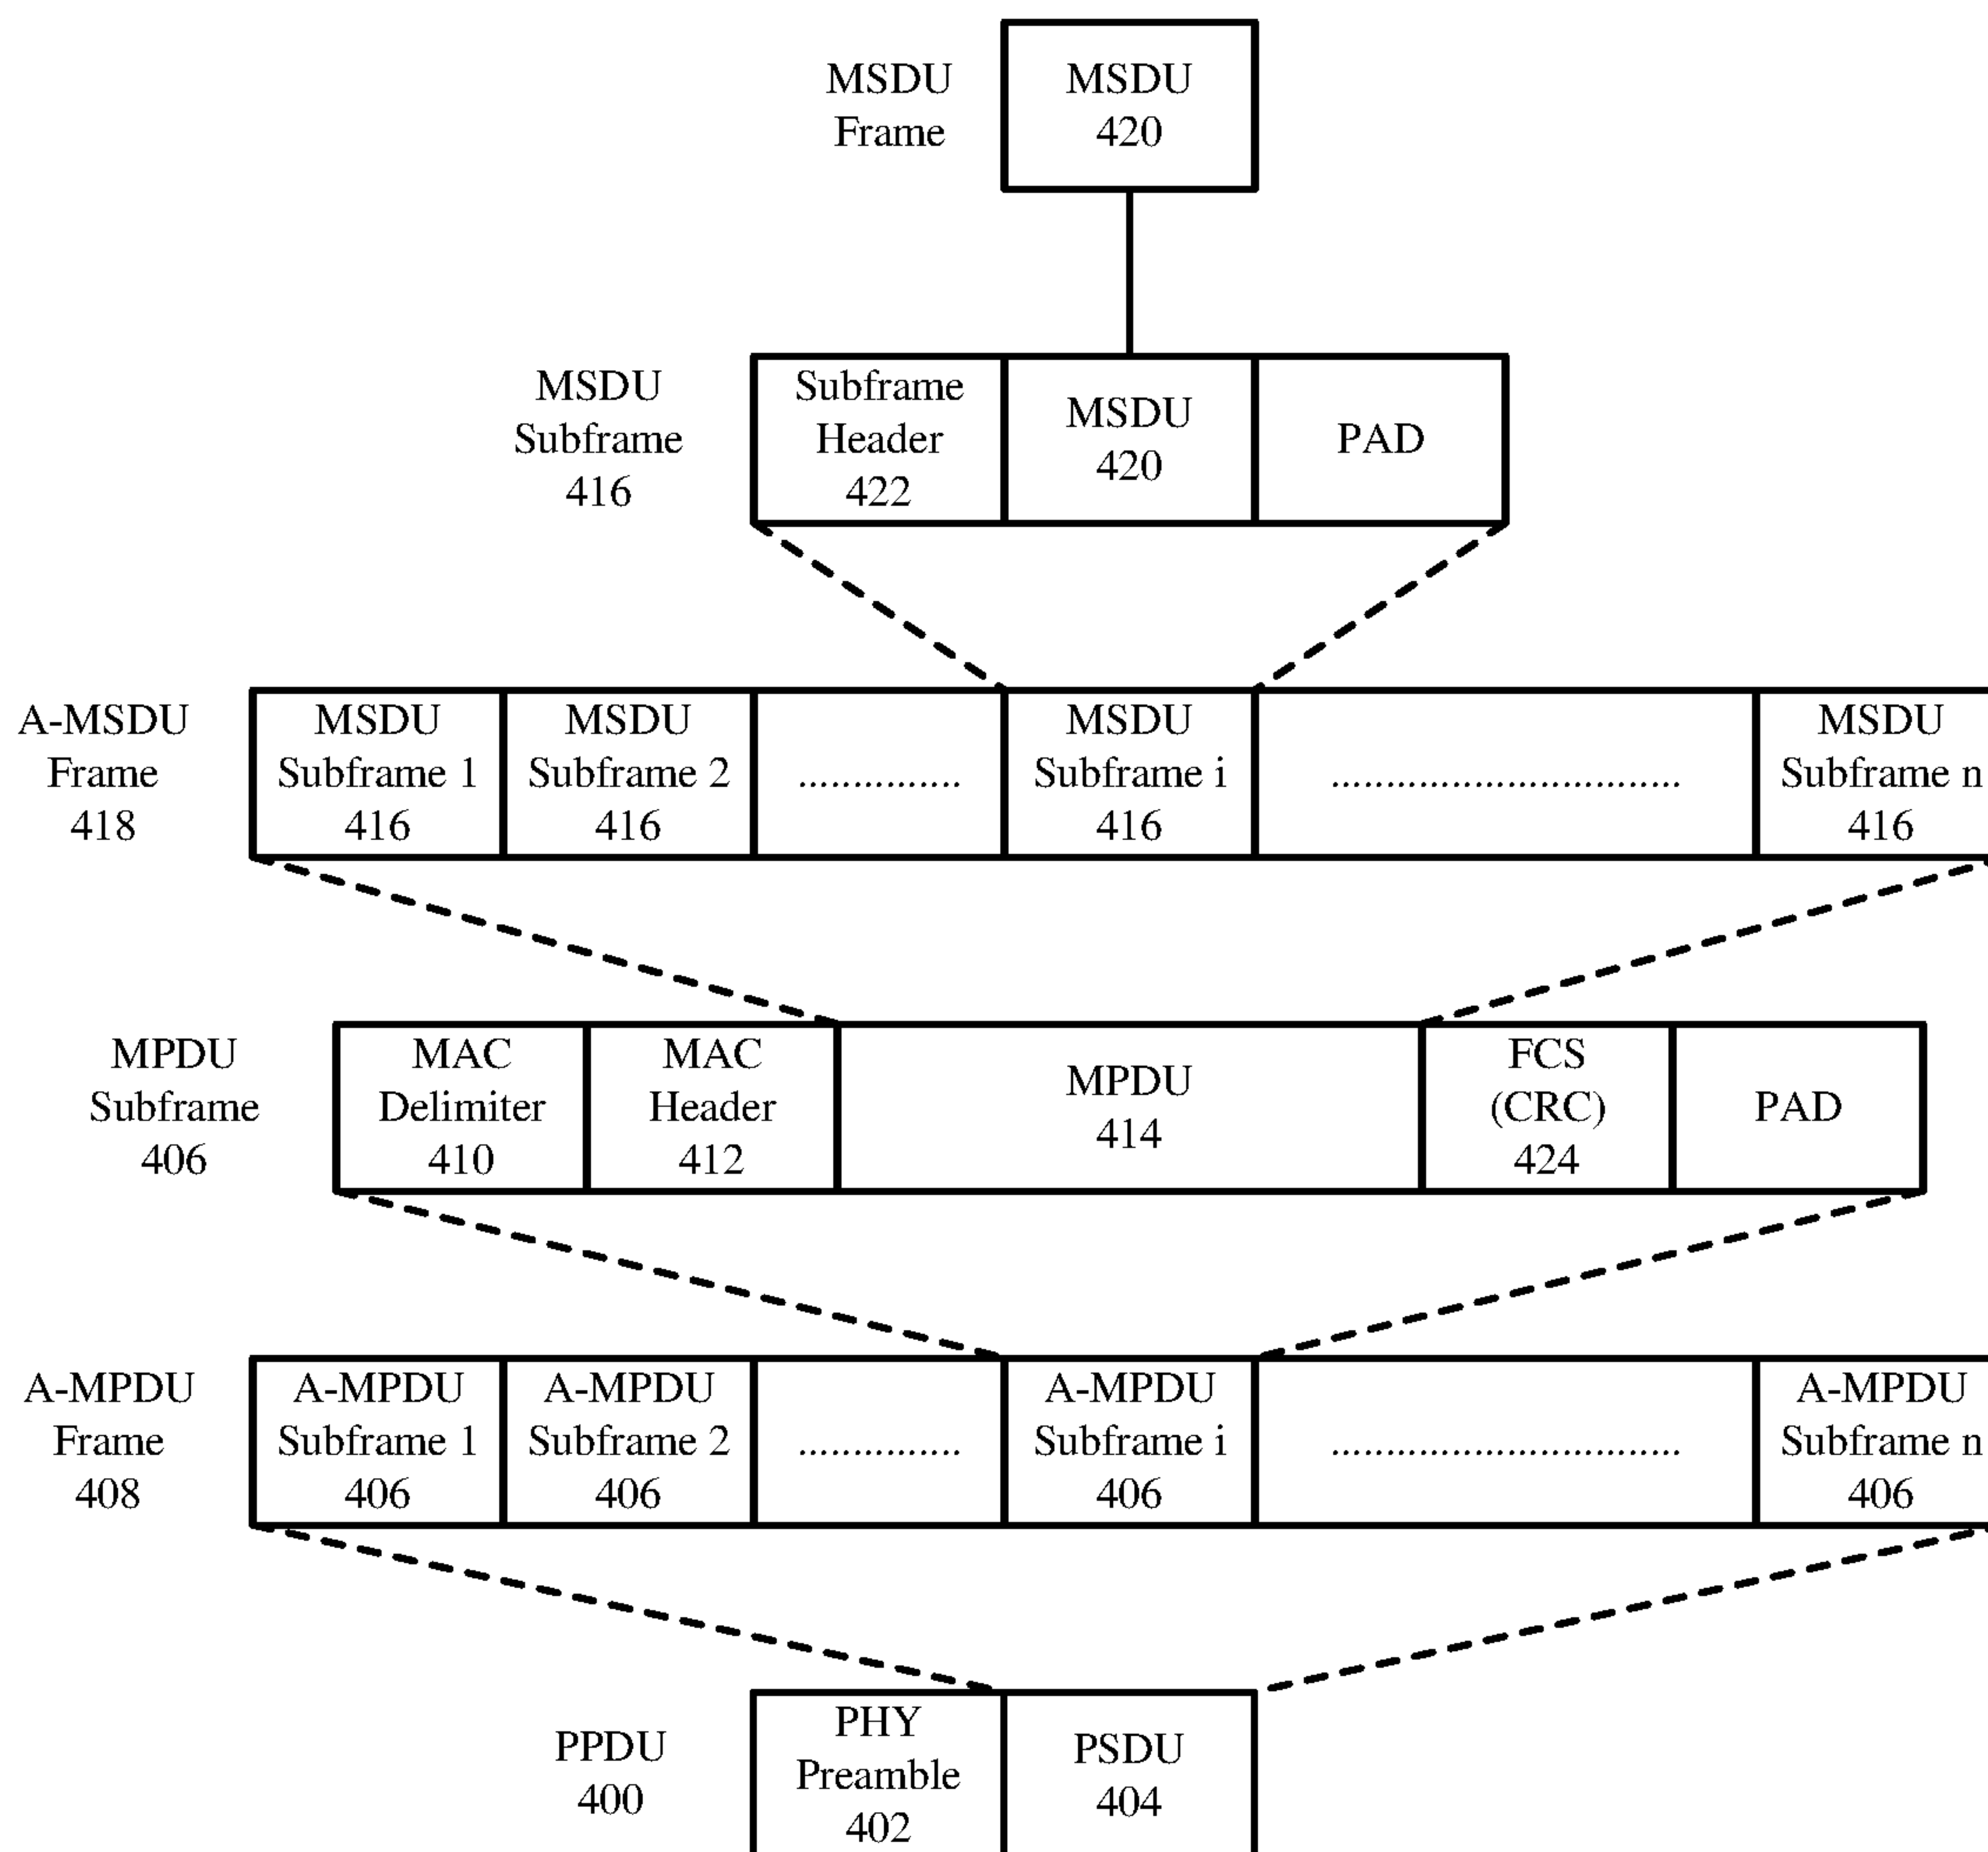 MSDU
Frame
MSDU
420
MSDU
Subframe
416
Subframe
Header
422
MSDU
420
PAD
A-MSDU
Frame
418
MSDU
Subframe 1
416
MSDU
Subframe 2
416
...............
MSDU
Subframe i
416
................................
MSDU
Subframe n
416
MPDU
Subframe
406
MAC
Delimiter
410
MAC
Header
412
MPDU
414
FCS
(CRC)
424
PAD
A-MPDU
Frame
408
A-MPDU
Subframe 1
406
A-MPDU
Subframe 2
406
...............
A-MPDU
Subframe i
406
................................
A-MPDU
Subframe n
406
PPDU
400
PHY
Preamble
402
PSDU
404